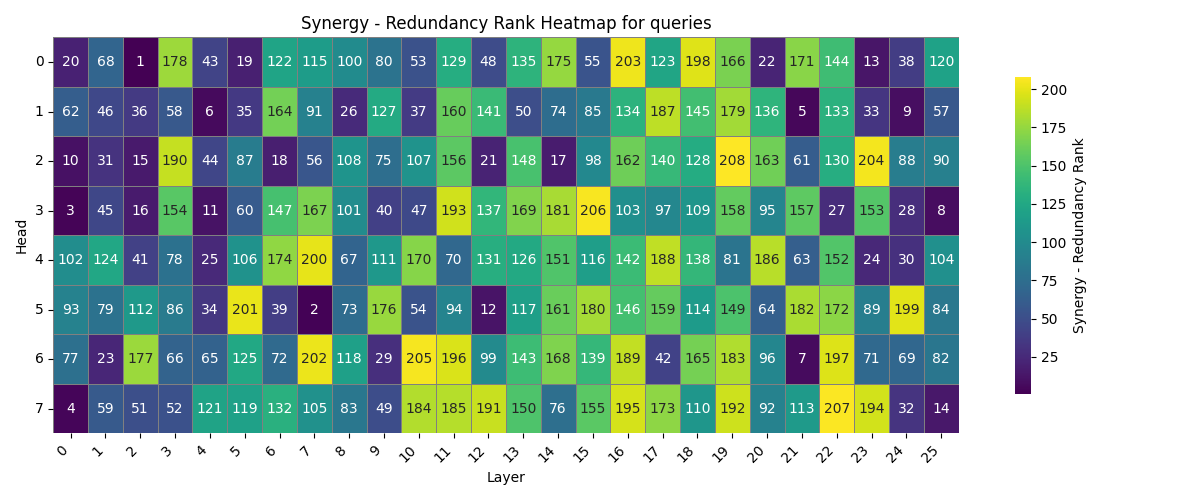 Synergy - Redundancy Rank Heatmap for queries
0 20 68 1 178 43 19 122 115 100 80 53 129 48 135 175 55 203 123 198 166 22 171 144 13 38 120
1 62 46 36 58 6 35 164 91 26 127 37 160 141 50 74 85 134 187 145 179 136 5 133 33 9 57
2 10 31 15 190 44 87 18 56 108 75 107 156 21 148 17 98 162 140 128 208 163 61 130 204 88 90
3 3 45 16 154 11 60 147 167 101 40 47 193 137 169 181 206 103 97 109 158 95 157 27 153 28 8
4 102 124 41 78 25 106 174 200 67 111 170 70 131 126 151 116 142 188 138 81 186 63 152 24 30 104
5 93 79 112 86 34 201 39 2 73 176 54 94 12 117 161 180 146 159 114 149 64 182 172 89 199 84
6 77 23 177 66 65 125 72 202 118 29 205 196 99 143 168 139 189 42 165 183 96 7 197 71 69 82
7 4 59 51 52 121 119 132 105 83 49 184 185 191 150 76 155 195 173 110 192 92 113 207 194 32 14
0 1 2 3 4 5 6 7 8 9 10 11 12 13 14 15 16 17 18 19 20 21 22 23 24 25
Layer
Head
200
175
150
125
100
75
50
25
Synergy - Redundancy Rank